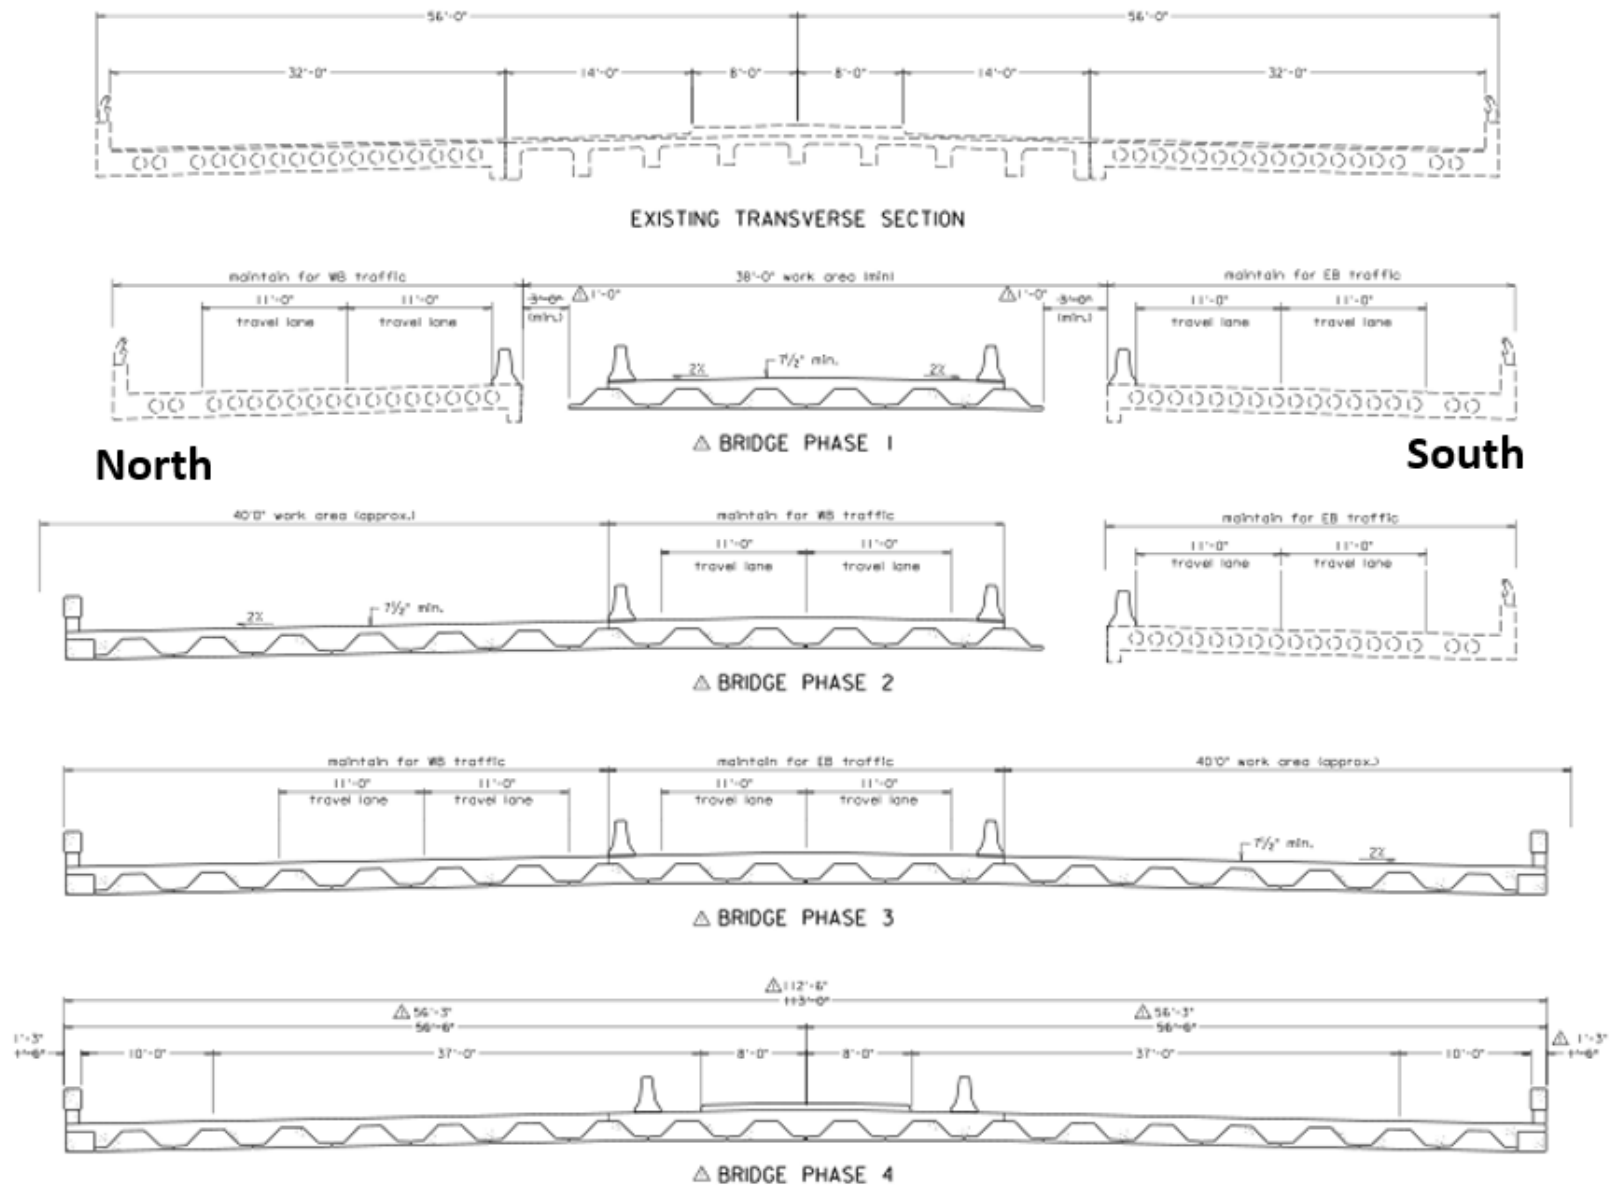 56'-0" 56'-0"
32'-0" 14'-0" 8'-0" 8'-0" 14'-0" 32'-0"
EXISTING TRANSVERSE SECTION
maintain for WB traffic 38'-0" work area (min) maintain for EB traffic
11'-0" 11'-0" 3'-0" 1'-0" 1'-0" 3'-0" 11'-0" 11'-0"
travel lane travel lane (min.) (min.) travel lane travel lane
2% 7½" min. 2%
BRIDGE PHASE 1
North South
40'0" work area (approx.) maintain for WB traffic maintain for EB traffic
11'-0" 11'-0" 11'-0" 11'-0"
travel lane travel lane travel lane travel lane
2% 7½" min.
BRIDGE PHASE 2
maintain for WB traffic maintain for EB traffic 40'0" work area (approx.)
11'-0" 11'-0" 11'-0" 11'-0"
travel lane travel lane travel lane travel lane
7½" min. 2%
BRIDGE PHASE 3
112'-6"
113'-0"
56'-3" 56'-3"
56'-6" 56'-6"
1'-3" 1'-3"
1'-6" 10'-0" 37'-0" 8'-0" 8'-0" 37'-0" 10'-0" 1'-6"
BRIDGE PHASE 4